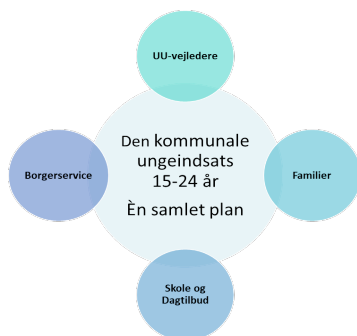 UU-vejledere
Den kommunale
ungeindsats
15-24 år
Èn samlet plan
Borgerservice
Familier
Skole og
Dagtilbud